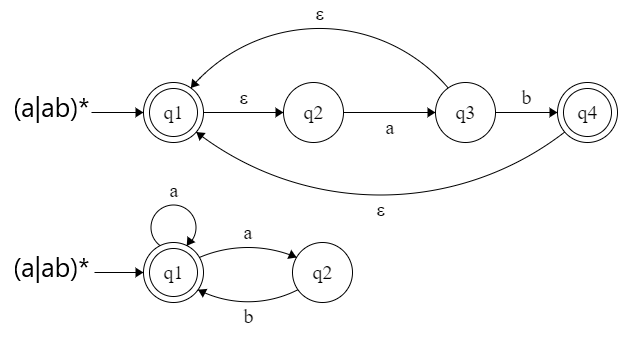 ε
(a|ab)* q1 ε q2 a q3 b q4
ε
a
(a|ab)* q1 a q2
b